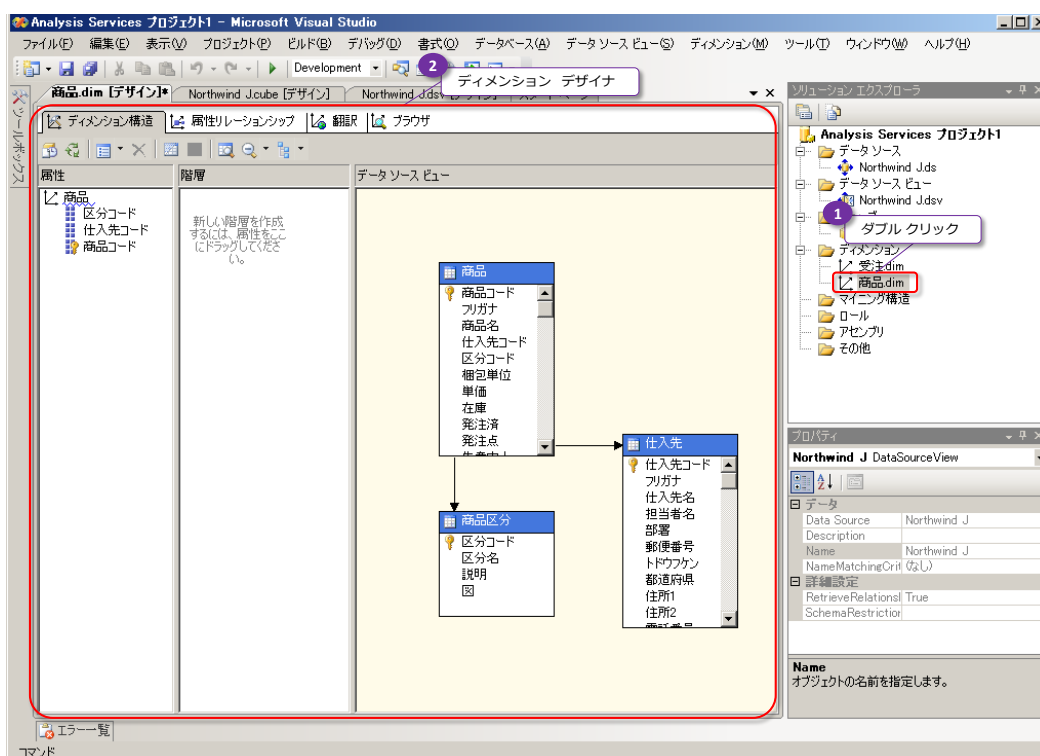 Analysis Services プロジェクト1 - Microsoft Visual Studio
ファイル(F) 編集(E) 表示(V) プロジェクト(P) ビルド(B) デバッグ(D) 書式(O) データベース(A) データ ソース ビュー(S) ディメンション(M) ツール(T) ウィンドウ(W) ヘルプ(H)
Development
2
ディメンション デザイナ
商品.dim [デザイン]*
Northwind J.cube [デザイン]
Northwind J.dsv
ツールボックス
ディメンション構造
属性リレーションシップ
翻訳
ブラウザ
属性
階層
データ ソース ビュー
商品
区分コード
仕入先コード
商品コード
新しい階層を作成
するには、属性をここ
にドラッグしてくださ
い。
商品
商品コード
フリガナ
商品名
仕入先コード
区分コード
梱包単位
単価
在庫
発注済
発注点
仕入先
仕入先コード
フリガナ
仕入先名
担当者名
部署
郵便番号
トドウフケン
都道府県
住所1
住所2
商品区分
区分コード
区分名
説明
図
ソリューション エクスプローラ
Analysis Services プロジェクト1
データ ソース
Northwind J.ds
データ ソース ビュー
Northwind J.dsv
1
ダブル クリック
ディメンション
受注.dim
商品.dim
マイニング構造
ロール
アセンブリ
その他
プロパティ
Northwind J DataSourceView
データ
Data Source Northwind J
Description
Name Northwind J
NameMatchingCrit (なし)
詳細設定
RetrieveRelationsl True
SchemaRestriction
Name
オブジェクトの名前を指定します。
エラー一覧
コマンド